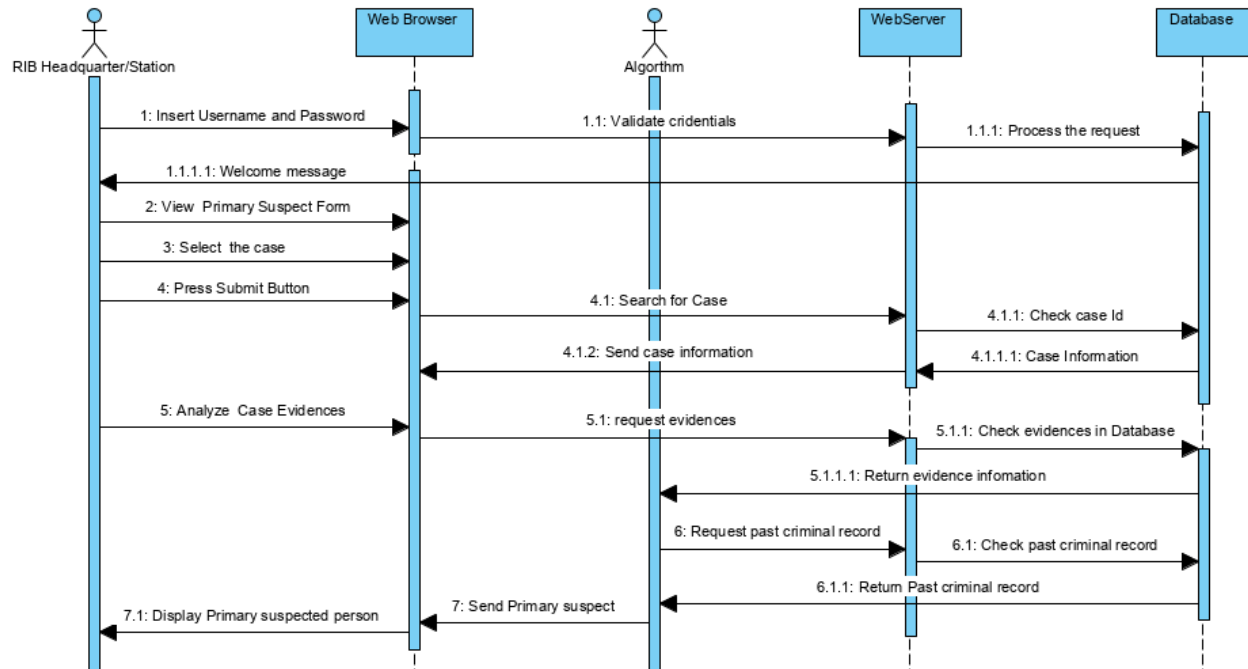 Web Browser
WebServer
Database
RIB Headquarter/Station
Algorthm
1: Insert Username and Password
1.1: Validate cridentials
1.1.1: Process the request
1.1.1.1: Welcome message
2: View Primary Suspect Form
3: Select the case
4: Press Submit Button
4.1: Search for Case
4.1.1: Check case Id
4.1.2: Send case information
4.1.1.1: Case Information
5: Analyze Case Evidences
5.1: request evidences
5.1.1: Check evidences in Database
5.1.1.1: Return evidence infomation
6: Request past criminal record
6.1: Check past criminal record
6.1.1: Return Past criminal record
7: Send Primary suspect
7.1: Display Primary suspected person